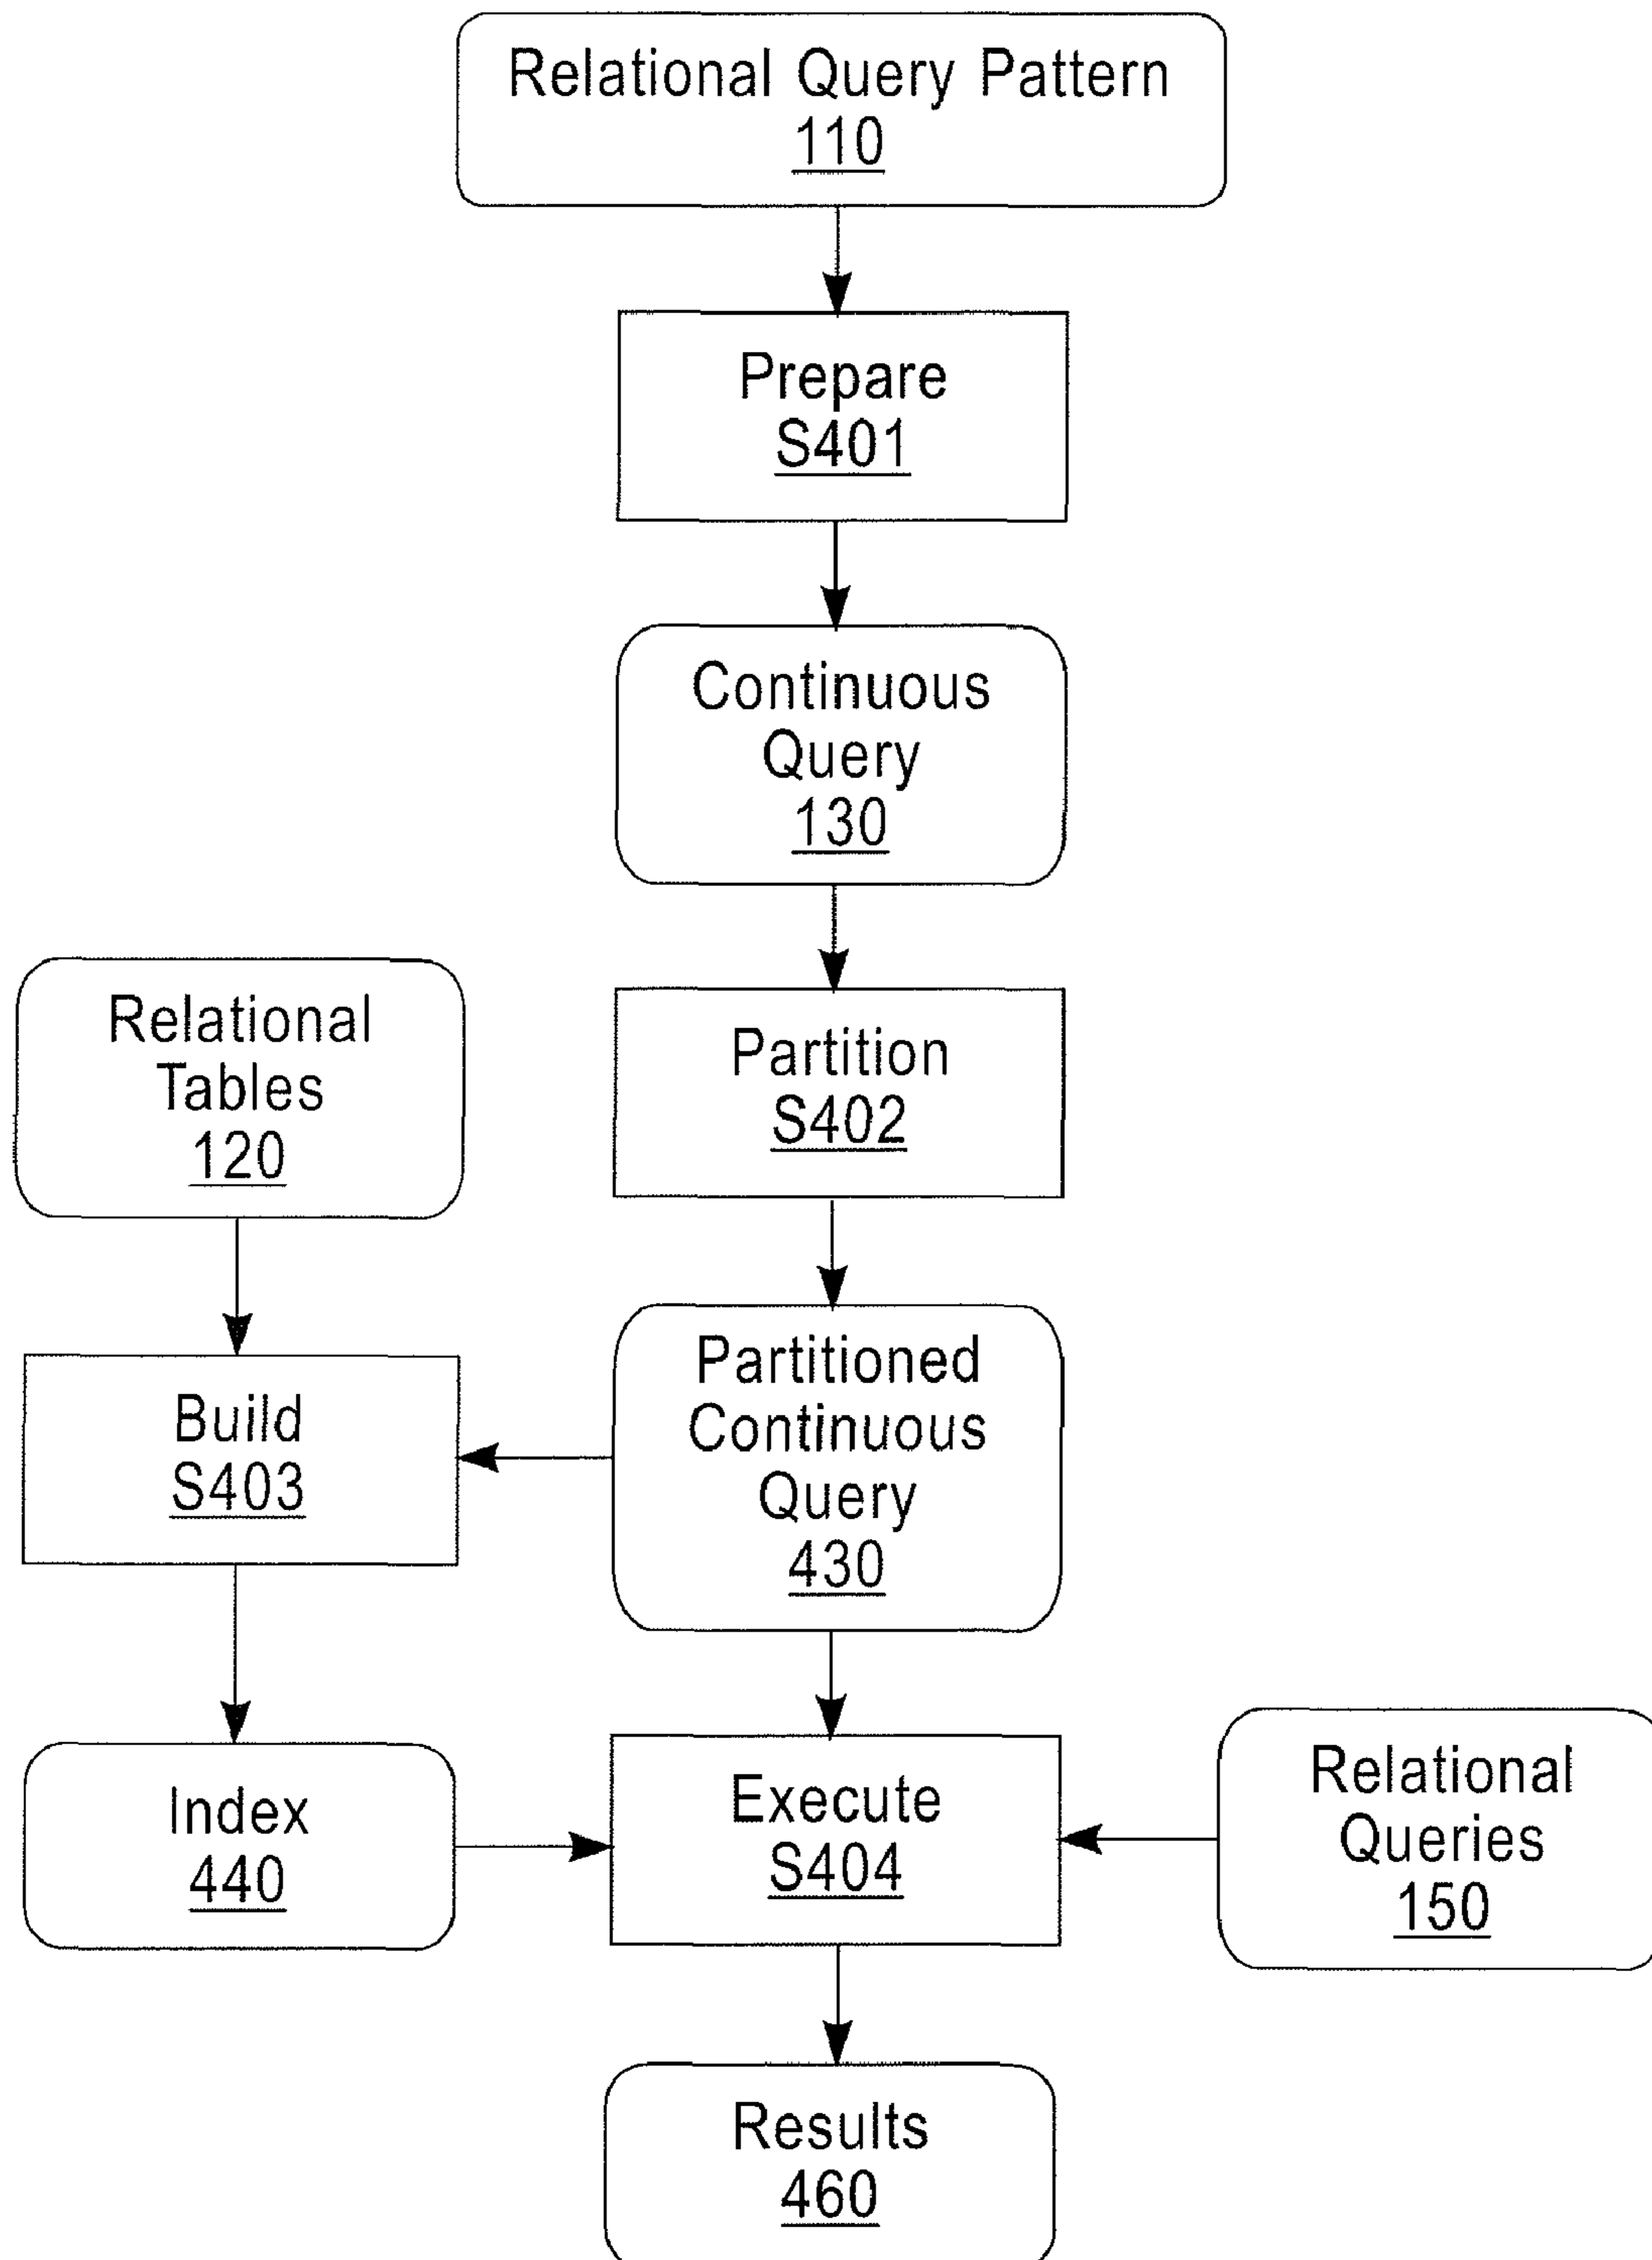 Relational Query Pattern
110
Prepare
S401
Continuous
Query
130
Relational
Tables
120
Partition
S402
Build
S403
Partitioned
Continuous
Query
430
Index
440
Execute
S404
Relational
Queries
150
Results
460